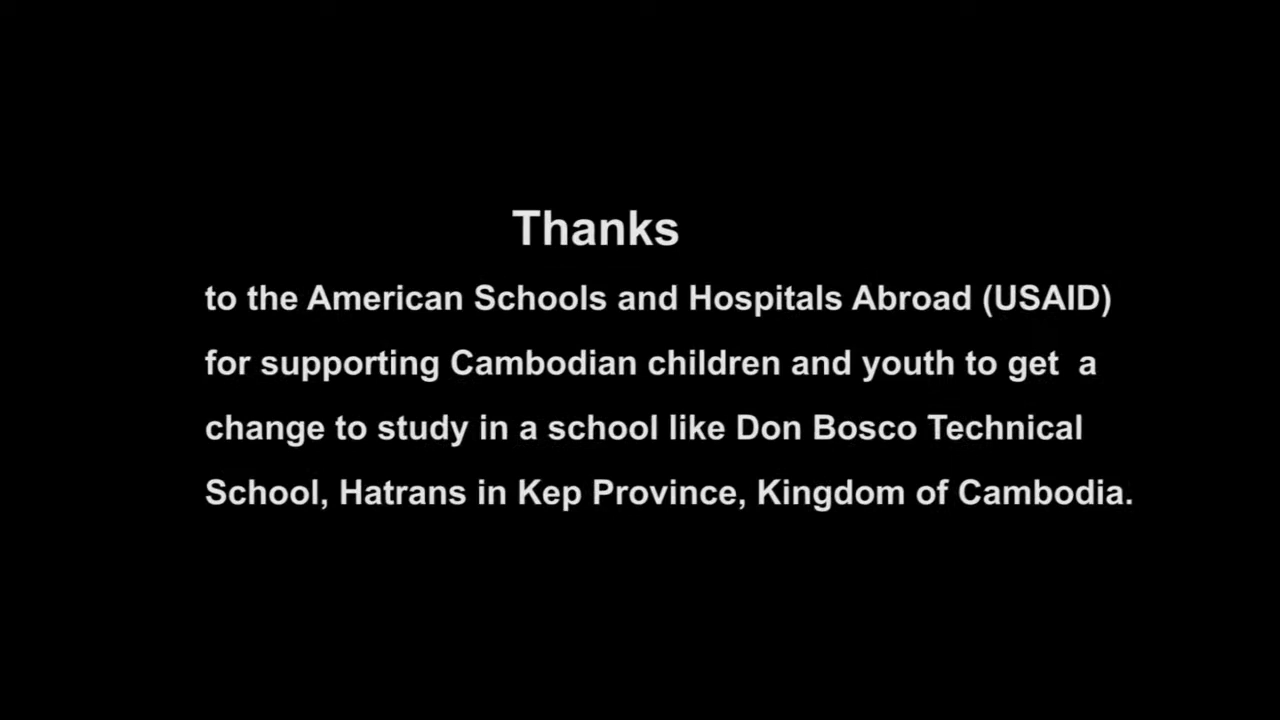 Thanks
to the American Schools and Hospitals Abroad (USAID)
for supporting Cambodian children and youth to get  a
change to study in a school like Don Bosco Technical
School, Hatrans in Kep Province, Kingdom of Cambodia.